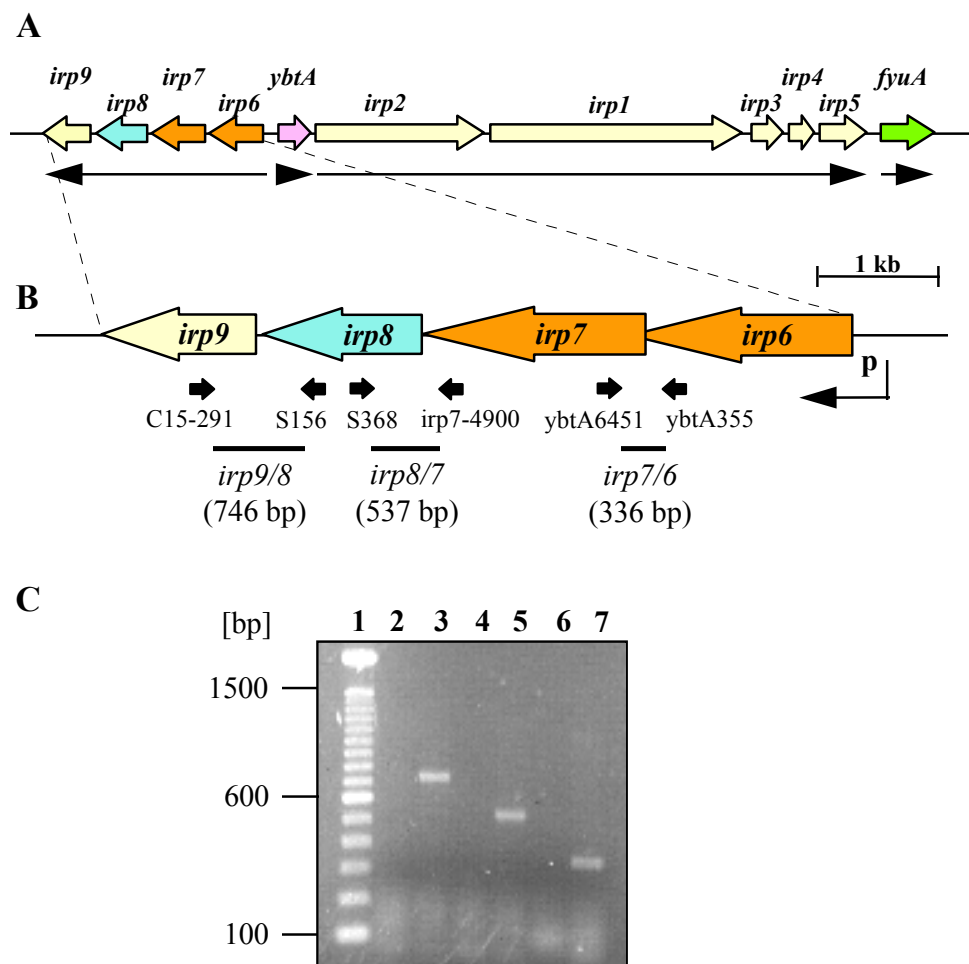 A
irp9 irp8 irp7 irp6 ybtA irp2 irp1 irp3 irp4 irp5 fyuA
1 kb
B
irp9 irp8 irp7 irp6
p
C15-291 S156 S368 irp7-4900 ybtA6451 ybtA355
irp9/8 irp8/7 irp7/6
(746 bp) (537 bp) (336 bp)
C
[bp] 1 2 3 4 5 6 7
1500
600
100